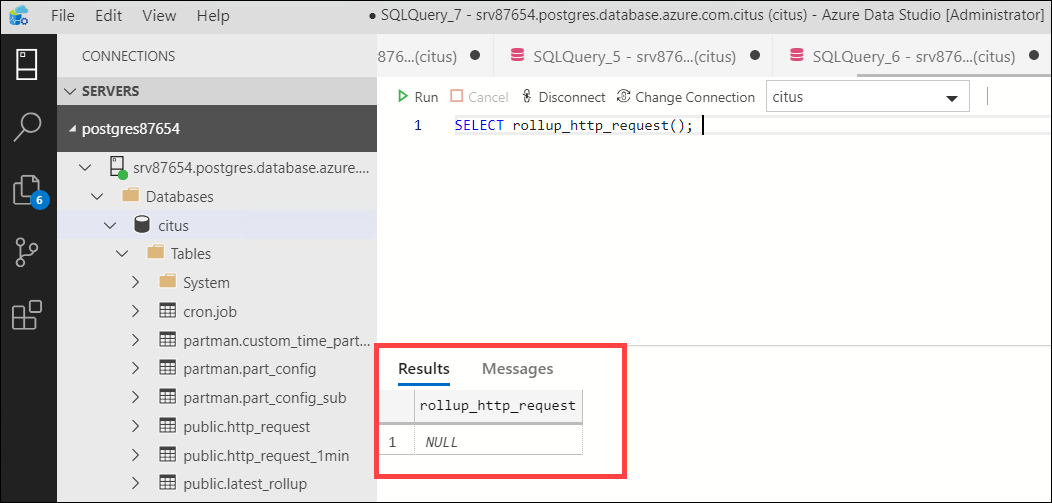 File Edit View Help ● SQLQuery_7 - srv87654.postgres.database.azure.com.citus (citus) - Azure Data Studio [Administrator]
CONNECTIONS
876...(citus) SQLQuery_5 - srv876...(citus) SQLQuery_6 - srv876...(citus)
SERVERS
Run Cancel Disconnect Change Connection citus
postgres87654
1 SELECT rollup_http_request();
srv87654.postgres.database.azure....
6
Databases
citus
Tables
System
cron.job
partman.custom_time_part...
partman.part_config
partman.part_config_sub
public.http_request
public.http_request_1min
public.latest_rollup
Results Messages
rollup_http_request
1 NULL